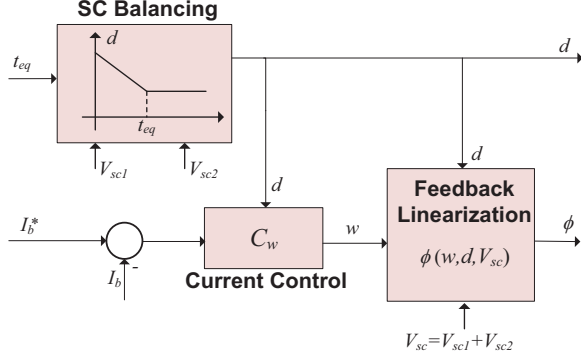 SC Balancing
d
t_eq
t_eq
V_sc1
V_sc2
d
d
d
I_b*
I_b
-
C_w
Current Control
w
Feedback
Linearization
ϕ(w,d,V_sc)
ϕ
V_sc=V_sc1+V_sc2